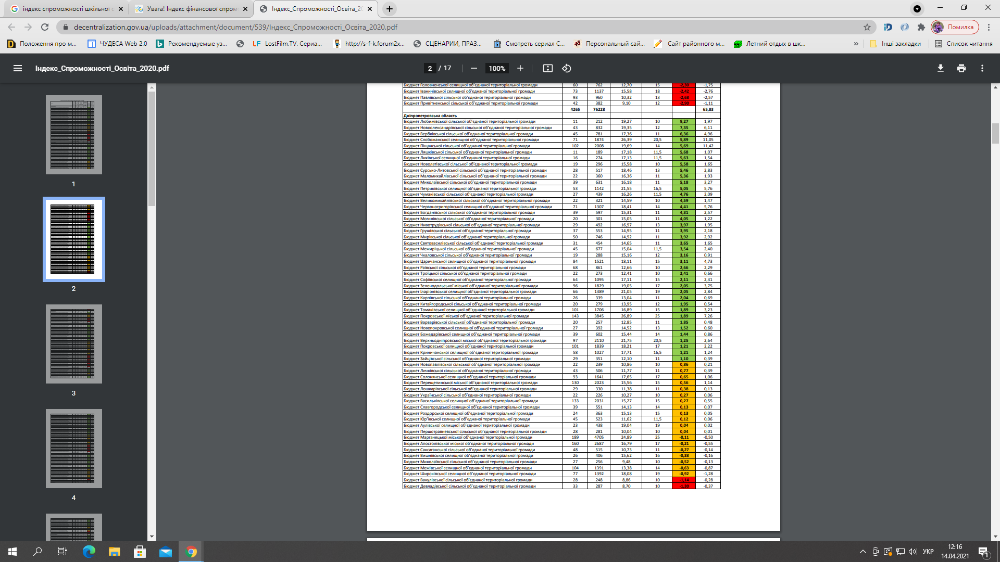 індекс спроможності шкільної о
Увага! Індекс фінансової спром
Індекс_Спроможності_Освіта_20
decentralization.gov.ua/uploads/attachment/document/539/Індекс_Спроможності_Освіта_2020.pdf
Помилка
Положення про м...
ЧУДЕСА Web 2.0
Рекомендуемые уз...
LostFilm.TV. Сериа...
http://s-f-k.forum2x...
СЦЕНАРИИ, ПРАЗ...
Смотреть сериал С...
Персональный сай...
Сайт районного м...
Летний отдых в шк...
»
Інші закладки
Список читання
Індекс_Спроможності_Освіта_2020.pdf
2 / 17
100%
1
2
3
4
Бюджет Головненської селищної об'єднаної територіальної громади 60 762 12,70 15 -2,30 -1,75
Бюджет Іваничівської селищної об'єднаної територіальної громади 73 1137 15,58 18 -2,42 -2,76
Бюджет Павлівської сільської об'єднаної територіальної громади 93 960 10,32 13 -2,68 -2,57
Бюджет Привітненської сільської об'єднаної територіальної громади 42 382 9,10 12 -2,90 -1,11
4265 76228 65,83
Дніпропетровська область
Бюджет Любимівської сільської об'єднаної територіальної громади 11 212 19,27 10 9,27 1,97
Бюджет Новоолександрівської сільської об'єднаної територіальної громади 43 832 19,35 12 7,35 6,11
Бюджет Вербківської сільської об'єднаної територіальної громади 45 781 17,36 11 6,36 4,96
Бюджет Слобожанської селищної об'єднаної територіальної громади 71 1874 26,39 20,5 5,89 11,05
Бюджет Піщанської сільської об'єднаної територіальної громади 102 2008 19,69 14 5,69 11,42
Бюджет Ляшківської сільської об'єднаної територіальної громади 11 189 17,18 11,5 5,68 1,07
Бюджет Лихівської селищної об'єднаної територіальної громади 16 274 17,13 11,5 5,63 1,54
Бюджет Новолатівської сільської об'єднаної територіальної громади 19 296 15,58 10 5,58 1,65
Бюджет Сурсько-Литовської сільської об'єднаної територіальної громади 28 517 18,46 13 5,46 2,83
Бюджет Маломихайлівської сільської об'єднаної територіальної громади 22 360 16,36 11 5,36 1,93
Бюджет Миколаївської сільської об'єднаної територіальної громади 39 631 16,18 11 5,18 3,27
Бюджет Петриківської селищної об'єднаної територіальної громади 53 1142 21,55 16,5 5,05 5,76
Бюджет Чумаківської сільської об'єднаної територіальної громади 27 439 16,26 11,5 4,76 2,09
Бюджет Великомихайлівської сільської об'єднаної територіальної громади 22 321 14,59 10 4,59 1,47
Бюджет Червоногригорівської селищної об'єднаної територіальної громади 71 1307 18,41 14 4,41 5,76
Бюджет Богданівської сільської об'єднаної територіальної громади 39 597 15,31 11 4,31 2,57
Бюджет Могилівської сільської об'єднаної територіальної громади 20 301 15,05 11 4,05 1,22
Бюджет Нивотрудівської сільської об'єднаної територіальної громади 29 492 16,97 13 3,97 1,95
Бюджет Грушівської сільської об'єднаної територіальної громади 37 553 14,95 11 3,95 2,18
Бюджет Мирівської сільської об'єднаної територіальної громади 50 746 14,92 11 3,92 2,92
Бюджет Святовасилівської сільської об'єднаної територіальної громади 31 454 14,65 11 3,65 1,65
Бюджет Межиріцької сільської об'єднаної територіальної громади 45 677 15,04 11,5 3,54 2,40
Бюджет Чкаловської сільської об'єднаної територіальної громади 19 288 15,16 12 3,16 0,91
Бюджет Царичанської селищної об'єднаної територіальної громади 84 1521 18,11 15 3,11 4,73
Бюджет Раївської сільської об'єднаної територіальної громади 68 861 12,66 10 2,66 2,29
Бюджет Троїцької сільської об'єднаної територіальної громади 22 273 12,41 10 2,41 0,66
Бюджет Софіївської селищної об'єднаної територіальної громади 64 1095 17,11 15 2,11 2,31
Бюджет Зеленодольської міської об'єднаної територіальної громади 96 1829 19,05 17 2,05 3,75
Бюджет Іларіонівської селищної об'єднаної територіальної громади 66 1389 21,05 19 2,05 2,84
Бюджет Карпівської сільської об'єднаної територіальної громади 26 339 13,04 11 2,04 0,69
Бюджет Китайгородської сільської об'єднаної територіальної громади 20 279 13,95 12 1,95 0,54
Бюджет Томаківської селищної об'єднаної територіальної громади 101 1706 16,89 15 1,89 3,23
Бюджет Покровської міської об'єднаної територіальної громади 143 3845 26,89 25 1,89 7,26
Бюджет Варварівської сільської об'єднаної територіальної громади 20 257 12,85 11 1,85 0,48
Бюджет Новопокровської селищної об'єднаної територіальної громади 27 392 14,52 13 1,52 0,60
Бюджет Божедарівської селищної об'єднаної територіальної громади 39 602 15,44 14 1,44 0,86
Бюджет Верхньодніпровської міської об'єднаної територіальної громади 97 2110 21,75 20,5 1,25 2,64
Бюджет Покровської селищної об'єднаної територіальної громади 101 1839 18,21 17 1,21 2,22
Бюджет Криничанської селищної об'єднаної територіальної громади 58 1027 17,71 16,5 1,21 1,24
Бюджет Зайцівської сільської об'єднаної територіальної громади 29 351 12,10 11 1,10 0,39
Бюджет Новопавлівської сільської об'єднаної територіальної громади 22 239 10,86 10 0,86 0,21
Бюджет Личківської сільської об'єднаної територіальної громади 43 506 11,77 11 0,77 0,39
Бюджет Солонянської селищної об'єднаної територіальної громади 93 1641 17,65 17 0,65 1,06
Бюджет Перещепинської міської об'єднаної територіальної громади 130 2023 15,56 15 0,56 1,14
Бюджет Лошкарівської сільської об'єднаної територіальної громади 29 330 11,38 11 0,38 0,13
Бюджет Української сільської об'єднаної територіальної громади 22 226 10,27 10 0,27 0,06
Бюджет Васильківської селищної об'єднаної територіальної громади 133 2031 15,27 15 0,27 0,55
Бюджет Славгородської селищної об'єднаної територіальної громади 39 551 14,13 14 0,13 0,07
Бюджет Роздорської селищної об'єднаної територіальної громади 24 363 15,13 15 0,13 0,05
Бюджет Юр'ївської селищної об'єднаної територіальної громади 45 523 11,62 11,5 0,12 0,06
Бюджет Аулівської селищної об'єднаної територіальної громади 23 438 19,04 19 0,04 0,02
Бюджет Першотравневської сільської об'єднаної територіальної громади 28 281 10,04 10 0,04 0,01
Бюджет Марганецької міської об'єднаної територіальної громади 189 4705 24,89 25 -0,11 -0,50
Бюджет Апостолівської міської об'єднаної територіальної громади 160 2687 16,79 17 -0,21 -0,55
Бюджет Саксаганської сільської об'єднаної територіальної громади 48 515 10,73 11 -0,27 -0,14
Бюджет Вишнівської селищної об'єднаної територіальної громади 26 406 15,62 16 -0,38 -0,16
Бюджет Миколаївської сільської об'єднаної територіальної громади 27 256 9,48 10 -0,52 -0,13
Бюджет Межівської селищної об'єднаної територіальної громади 104 1391 13,38 14 -0,63 -0,87
Бюджет Широківської селищної об'єднаної територіальної громади 77 1392 18,08 19 -0,92 -1,28
Бюджет Вакулівської сільської об'єднаної територіальної громади 28 248 8,86 10 -1,14 -0,28
Бюджет Девладівської сільської об'єднаної територіальної громади 33 287 8,70 10 -1,30 -0,37
УКР
12:16
14.04.2021
1